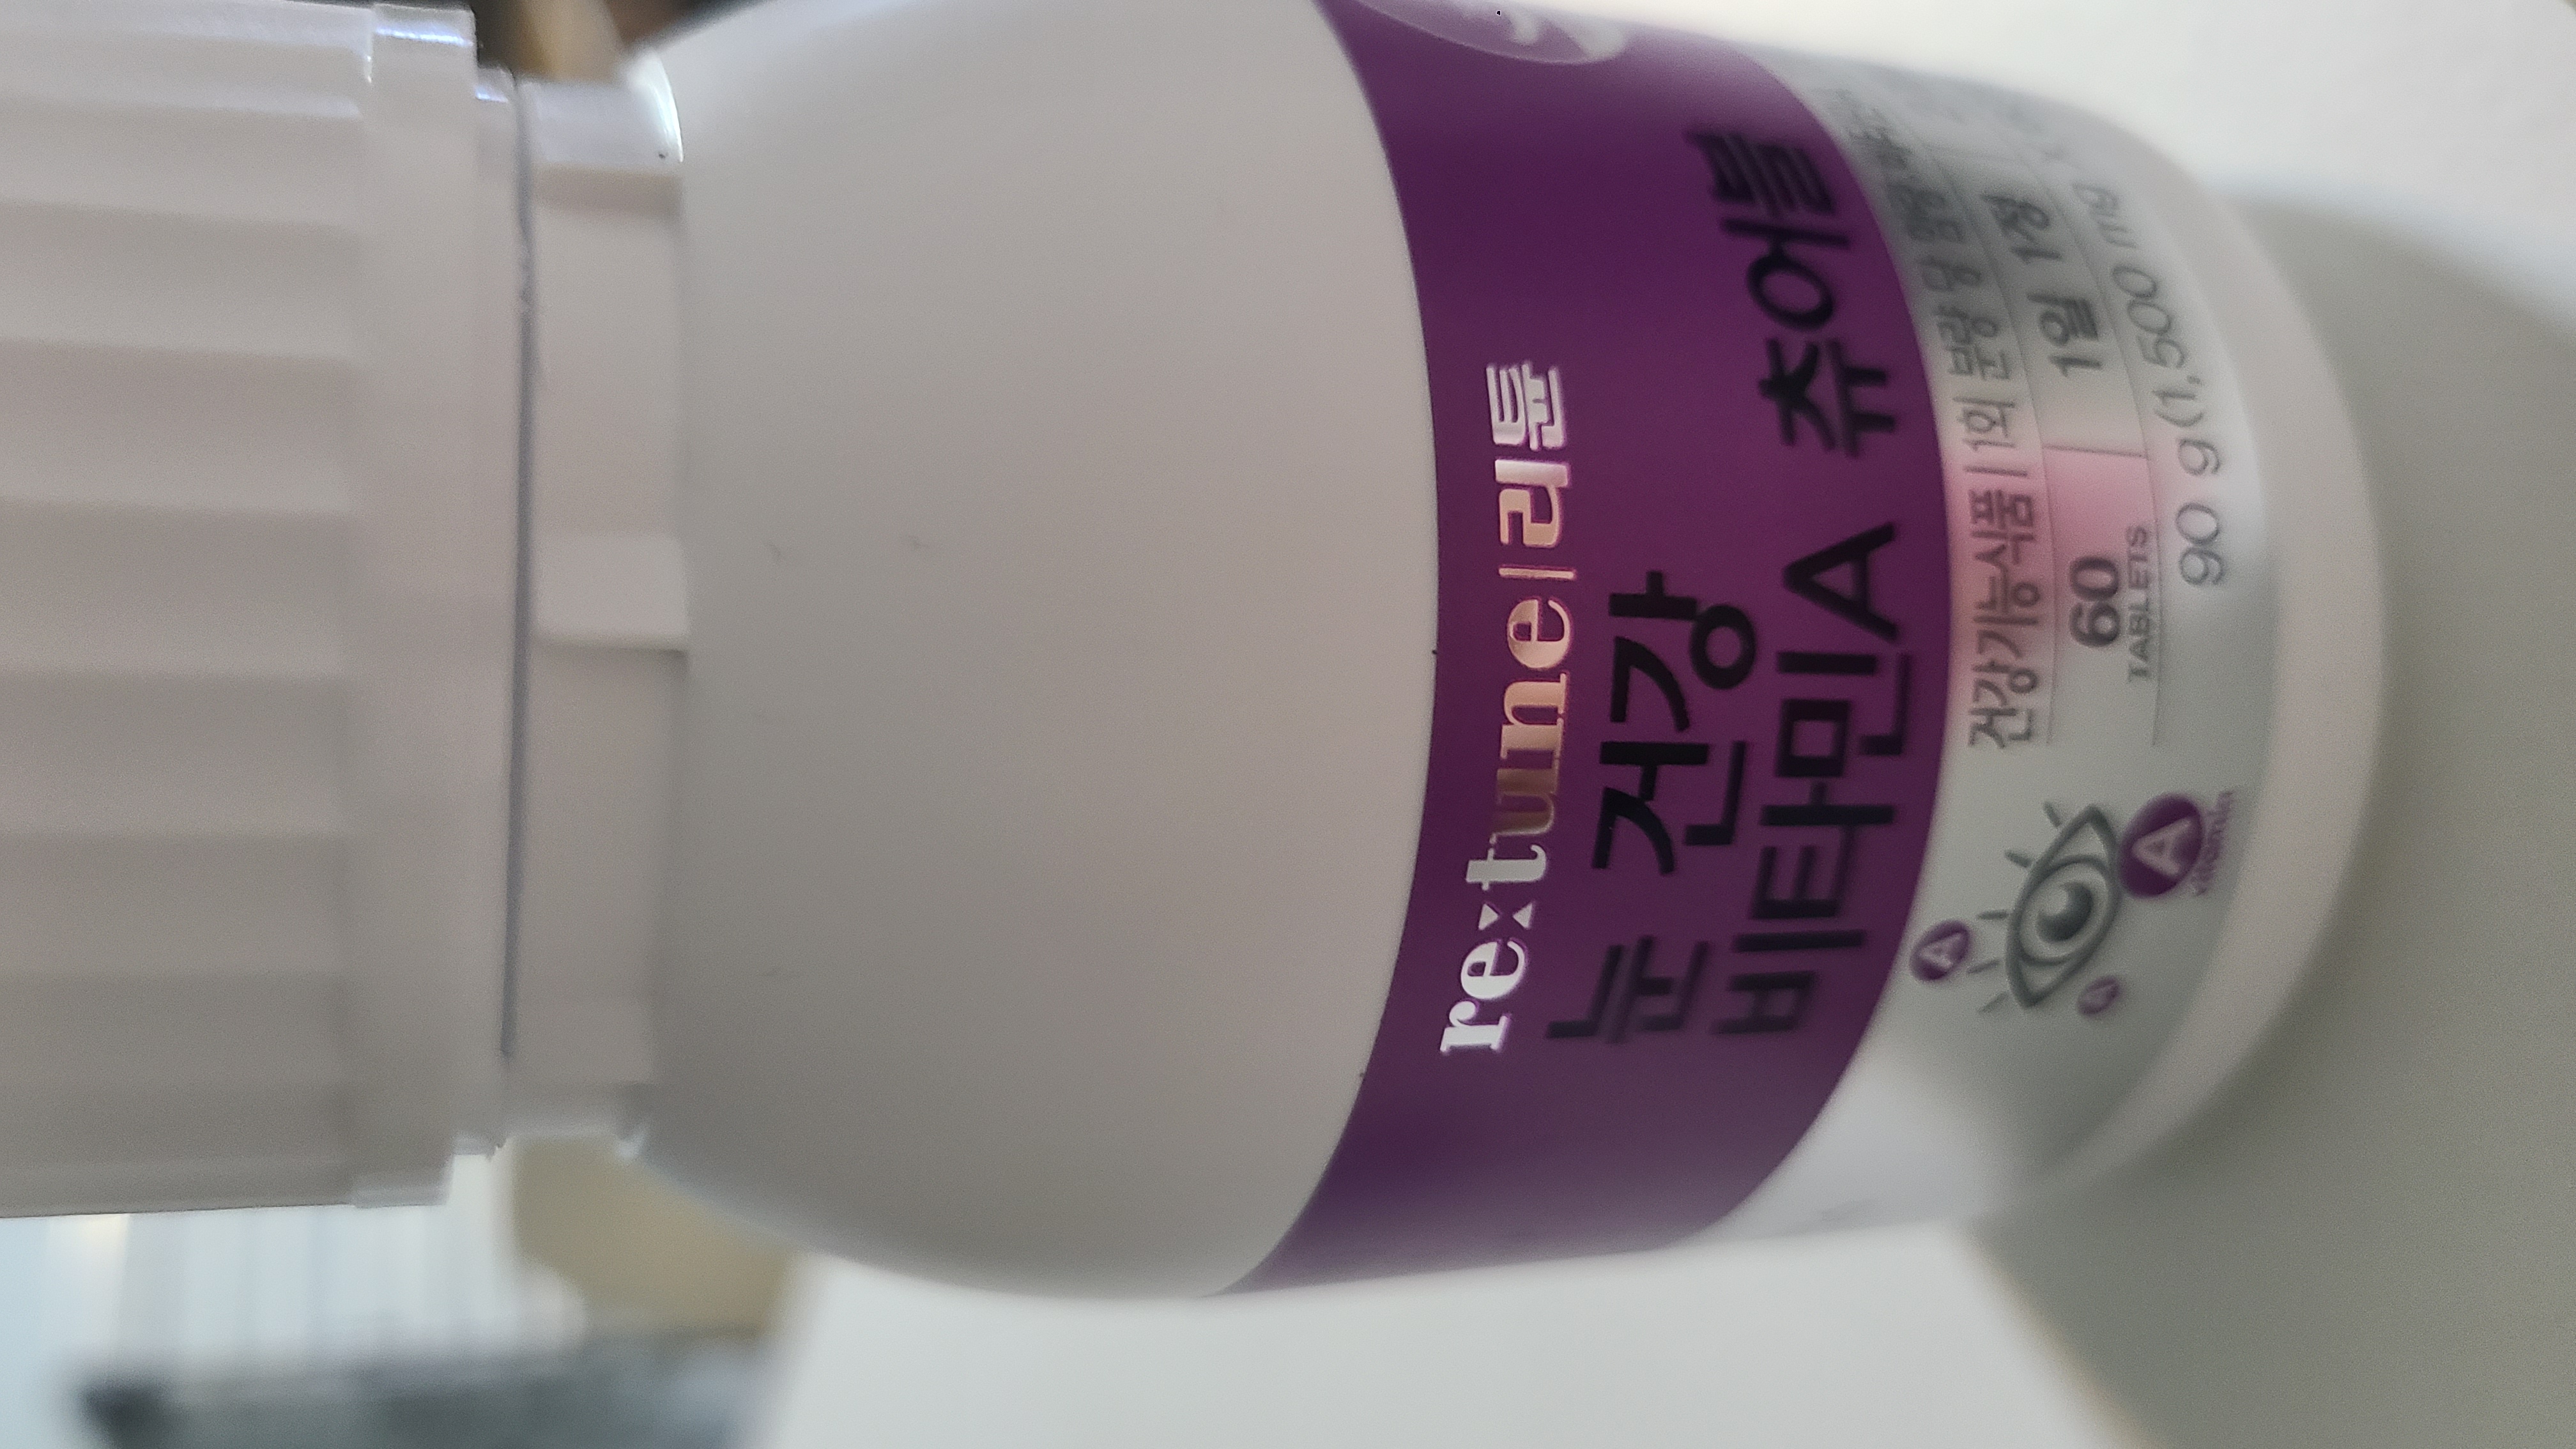 re:tune|리튠
눈 건강
비타민A 츄어블
건강기능식품 | 1회 분량 당
60
TABLETS
1일 1정
90 g (1,500 mg
A
A
vitamin
A